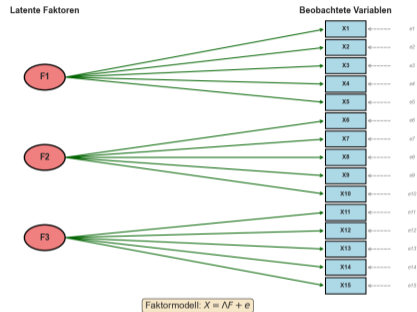 Latente Faktoren
Beobachtete Variablen
F1
F2
F3
X1 e1
X2 e2
X3 e3
X4 e4
X5 e5
X6 e6
X7 e7
X8 e8
X9 e9
X10 e10
X11 e11
X12 e12
X13 e13
X14 e14
X15 e15
Faktormodell: X = ΛF + e